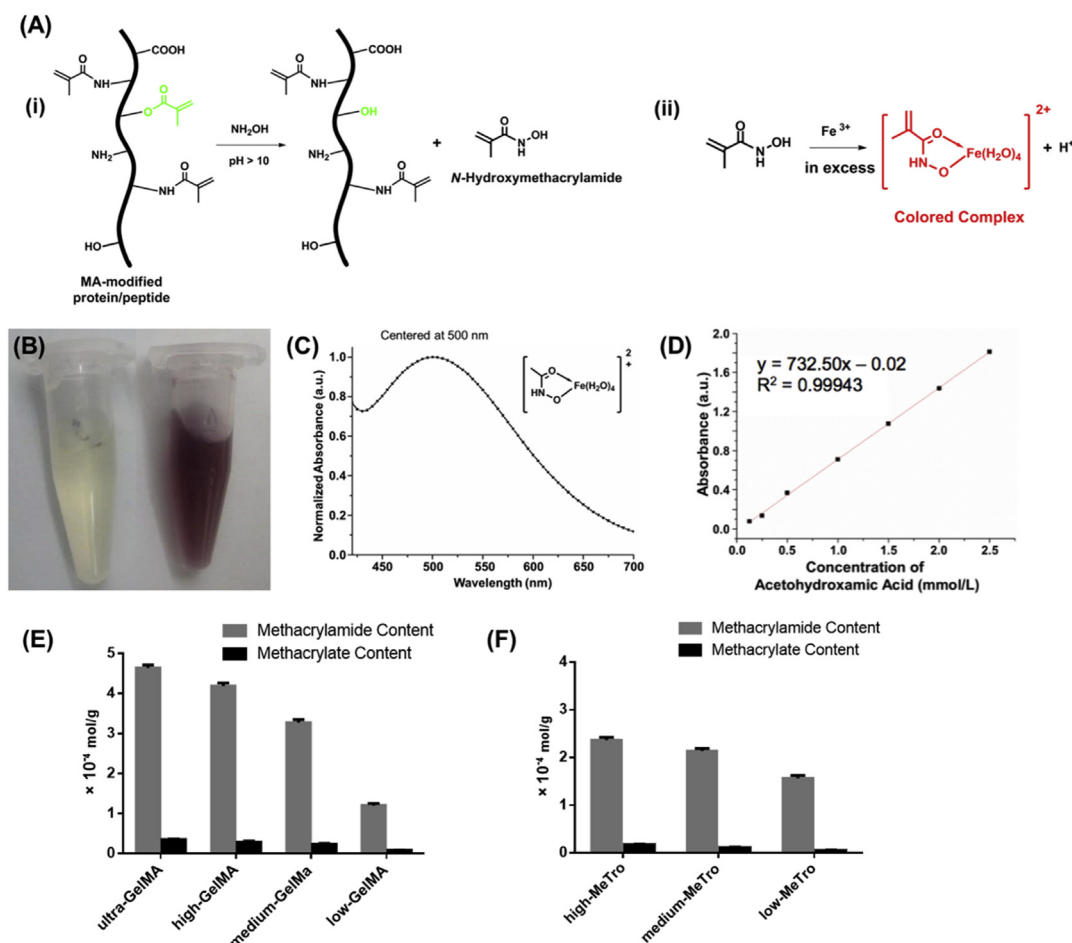 (A)
(i)
COOH
O
NH
O
O
NH2
O
NH
HO
MA-modified
protein/peptide
NH2OH
pH > 10
COOH
O
NH
OH
NH2
O
NH
HO
+
O
N
H
OH
N-Hydroxymethacrylamide
(ii)
O
N
H
OH
Fe 3+
in excess
O
HN
O
Fe(H2O)4
2+
+ H+
Colored Complex
(B)
(C)
Centered at 500 nm
Normalized Absorbance (a.u.)
1.0
0.8
0.6
0.4
0.2
0.0
450 500 550 600 650 700
Wavelength (nm)
O
HN
O
Fe(H2O)4
2
+
(D)
y = 732.50x – 0.02
R2 = 0.99943
Absorbance (a.u.)
2.0
1.6
1.2
0.8
0.4
0.0
0.0 0.5 1.0 1.5 2.0 2.5
Concentration of
Acetohydroxamic Acid (mmol/L)
(E)
Methacrylamide Content
Methacrylate Content
× 10-4 mol/g
5
4
3
2
1
0
ultra-GelMA
high-GelMA
medium-GelMa
low-GelMA
(F)
Methacrylamide Content
Methacrylate Content
× 10-4 mol/g
4
3
2
1
0
high-MeTro
medium-MeTro
low-MeTro